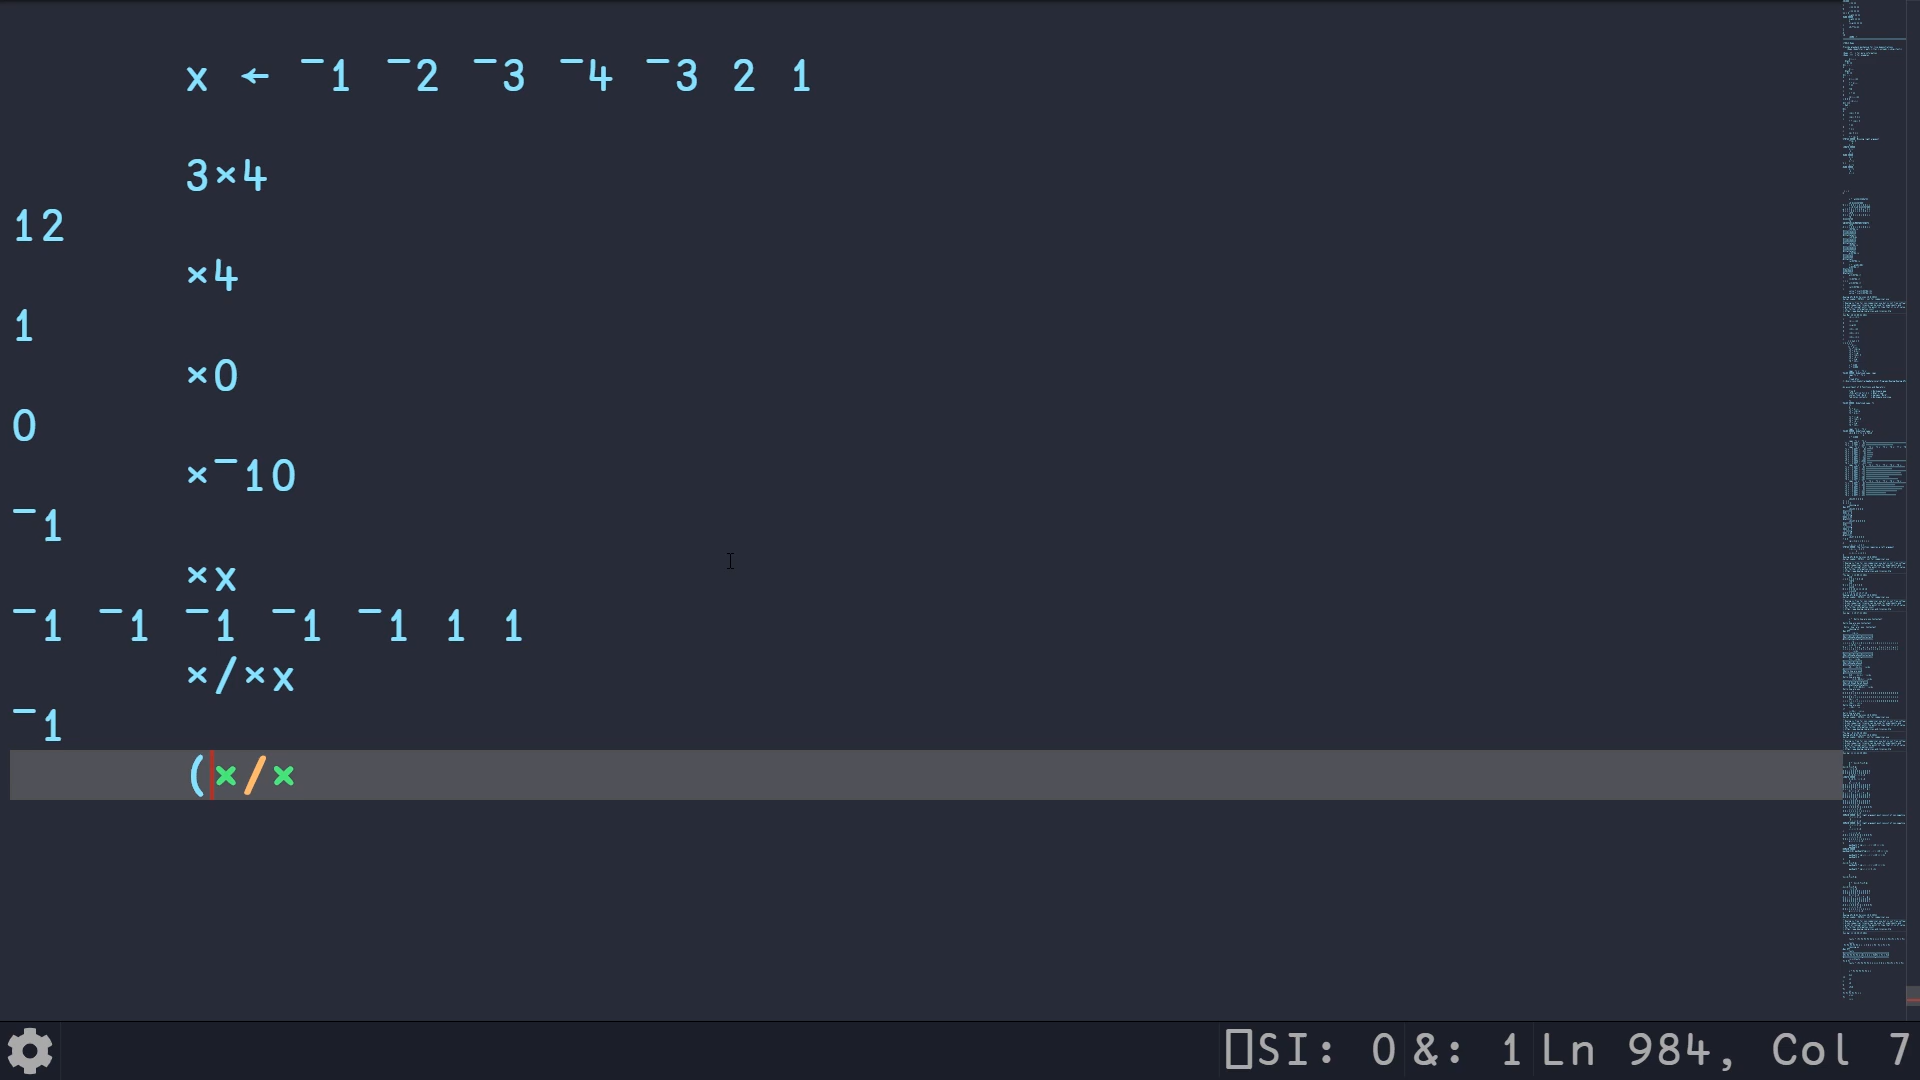 x ← ¯1 ¯2 ¯3 ¯4 ¯3 2 1
3×4
12
×4
1
×0
0
×¯10
¯1
×x
¯1 ¯1 ¯1 ¯1 ¯1 1 1
×/×x
¯1
(×/×
⎕SI: 0 &: 1 Ln 984, Col 7